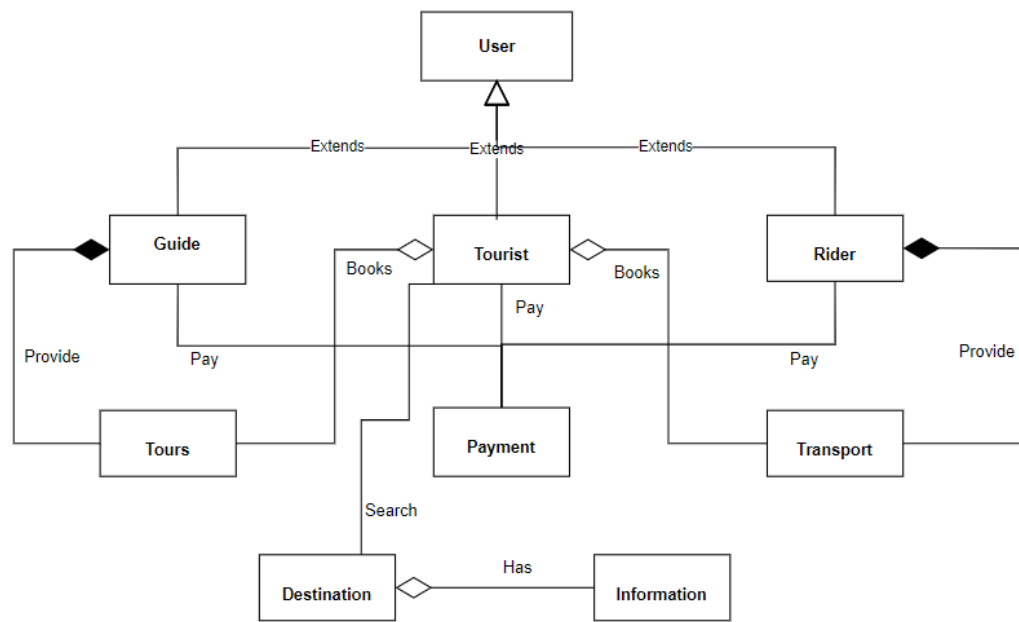 User
Extends
Extends
Extends
Guide
Tourist
Rider
Books
Books
Pay
Provide
Pay
Pay
Provide
Tours
Payment
Transport
Search
Has
Destination
Information